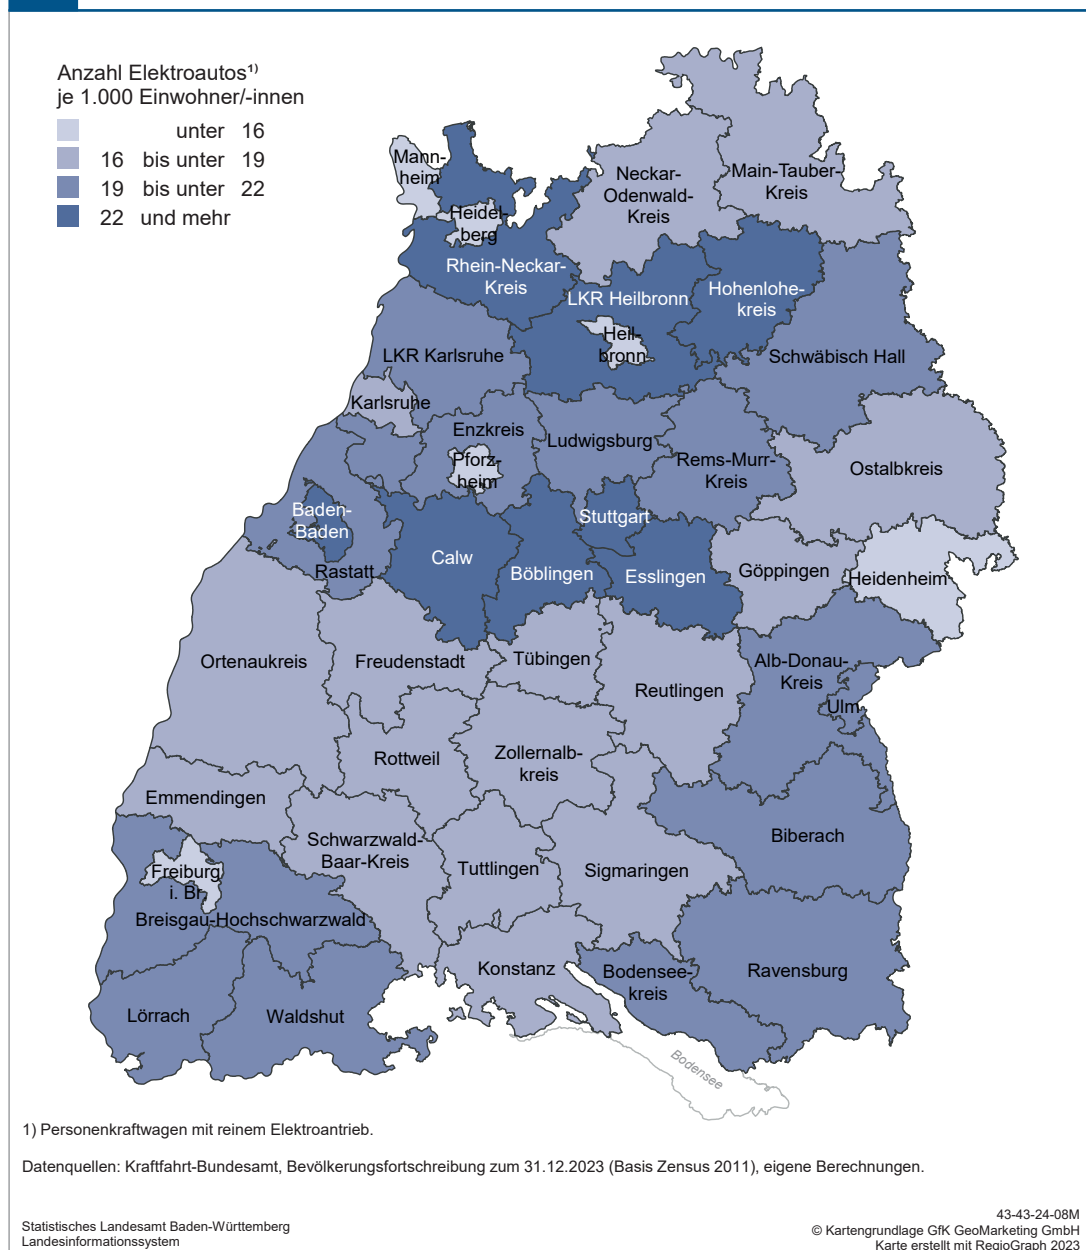 Anzahl Elektroautos¹⁾
je 1.000 Einwohner/-innen
unter 16
16 bis unter 19
19 bis unter 22
22 und mehr
Mann-
heim
Heidel-
berg
Rhein-Neckar-
Kreis
Neckar-
Odenwald-
Kreis
Main-Tauber-
Kreis
LKR Heilbronn
Heil-
bronn
Hohenlohe-
kreis
Schwäbisch Hall
LKR Karlsruhe
Karlsruhe
Enzkreis
Pforz-
heim
Ludwigsburg
Rems-Murr-
Kreis
Ostalbkreis
Baden-
Baden
Rastatt
Calw
Böblingen
Stuttgart
Esslingen
Göppingen
Heidenheim
Ortenaukreis
Freudenstadt
Tübingen
Reutlingen
Alb-Donau-
Kreis
Ulm
Rottweil
Zollernalb-
kreis
Emmendingen
Schwarzwald-
Baar-Kreis
Tuttlingen
Sigmaringen
Biberach
Freiburg
i. Br.
Breisgau-Hochschwarzwald
Konstanz
Bodensee-
kreis
Ravensburg
Lörrach
Waldshut
Bodensee
1) Personenkraftwagen mit reinem Elektroantrieb.
Datenquellen: Kraftfahrt-Bundesamt, Bevölkerungsfortschreibung zum 31.12.2023 (Basis Zensus 2011), eigene Berechnungen.
Statistisches Landesamt Baden-Württemberg
Landesinformationssystem
43-43-24-08M
© Kartengrundlage GfK GeoMarketing GmbH
Karte erstellt mit RegioGraph 2023